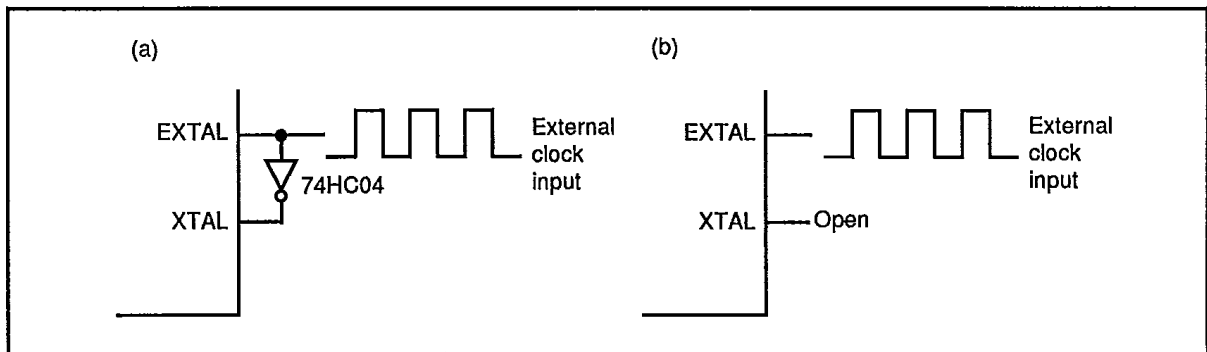 (a)
EXTAL
74HC04
XTAL
External
clock
input
(b)
EXTAL
XTAL
Open
External
clock
input